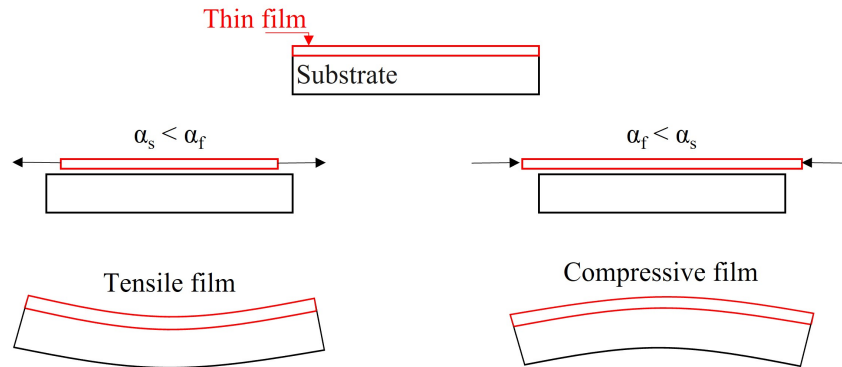 Thin film
Substrate
αs < αf
αf < αs
Tensile film
Compressive film